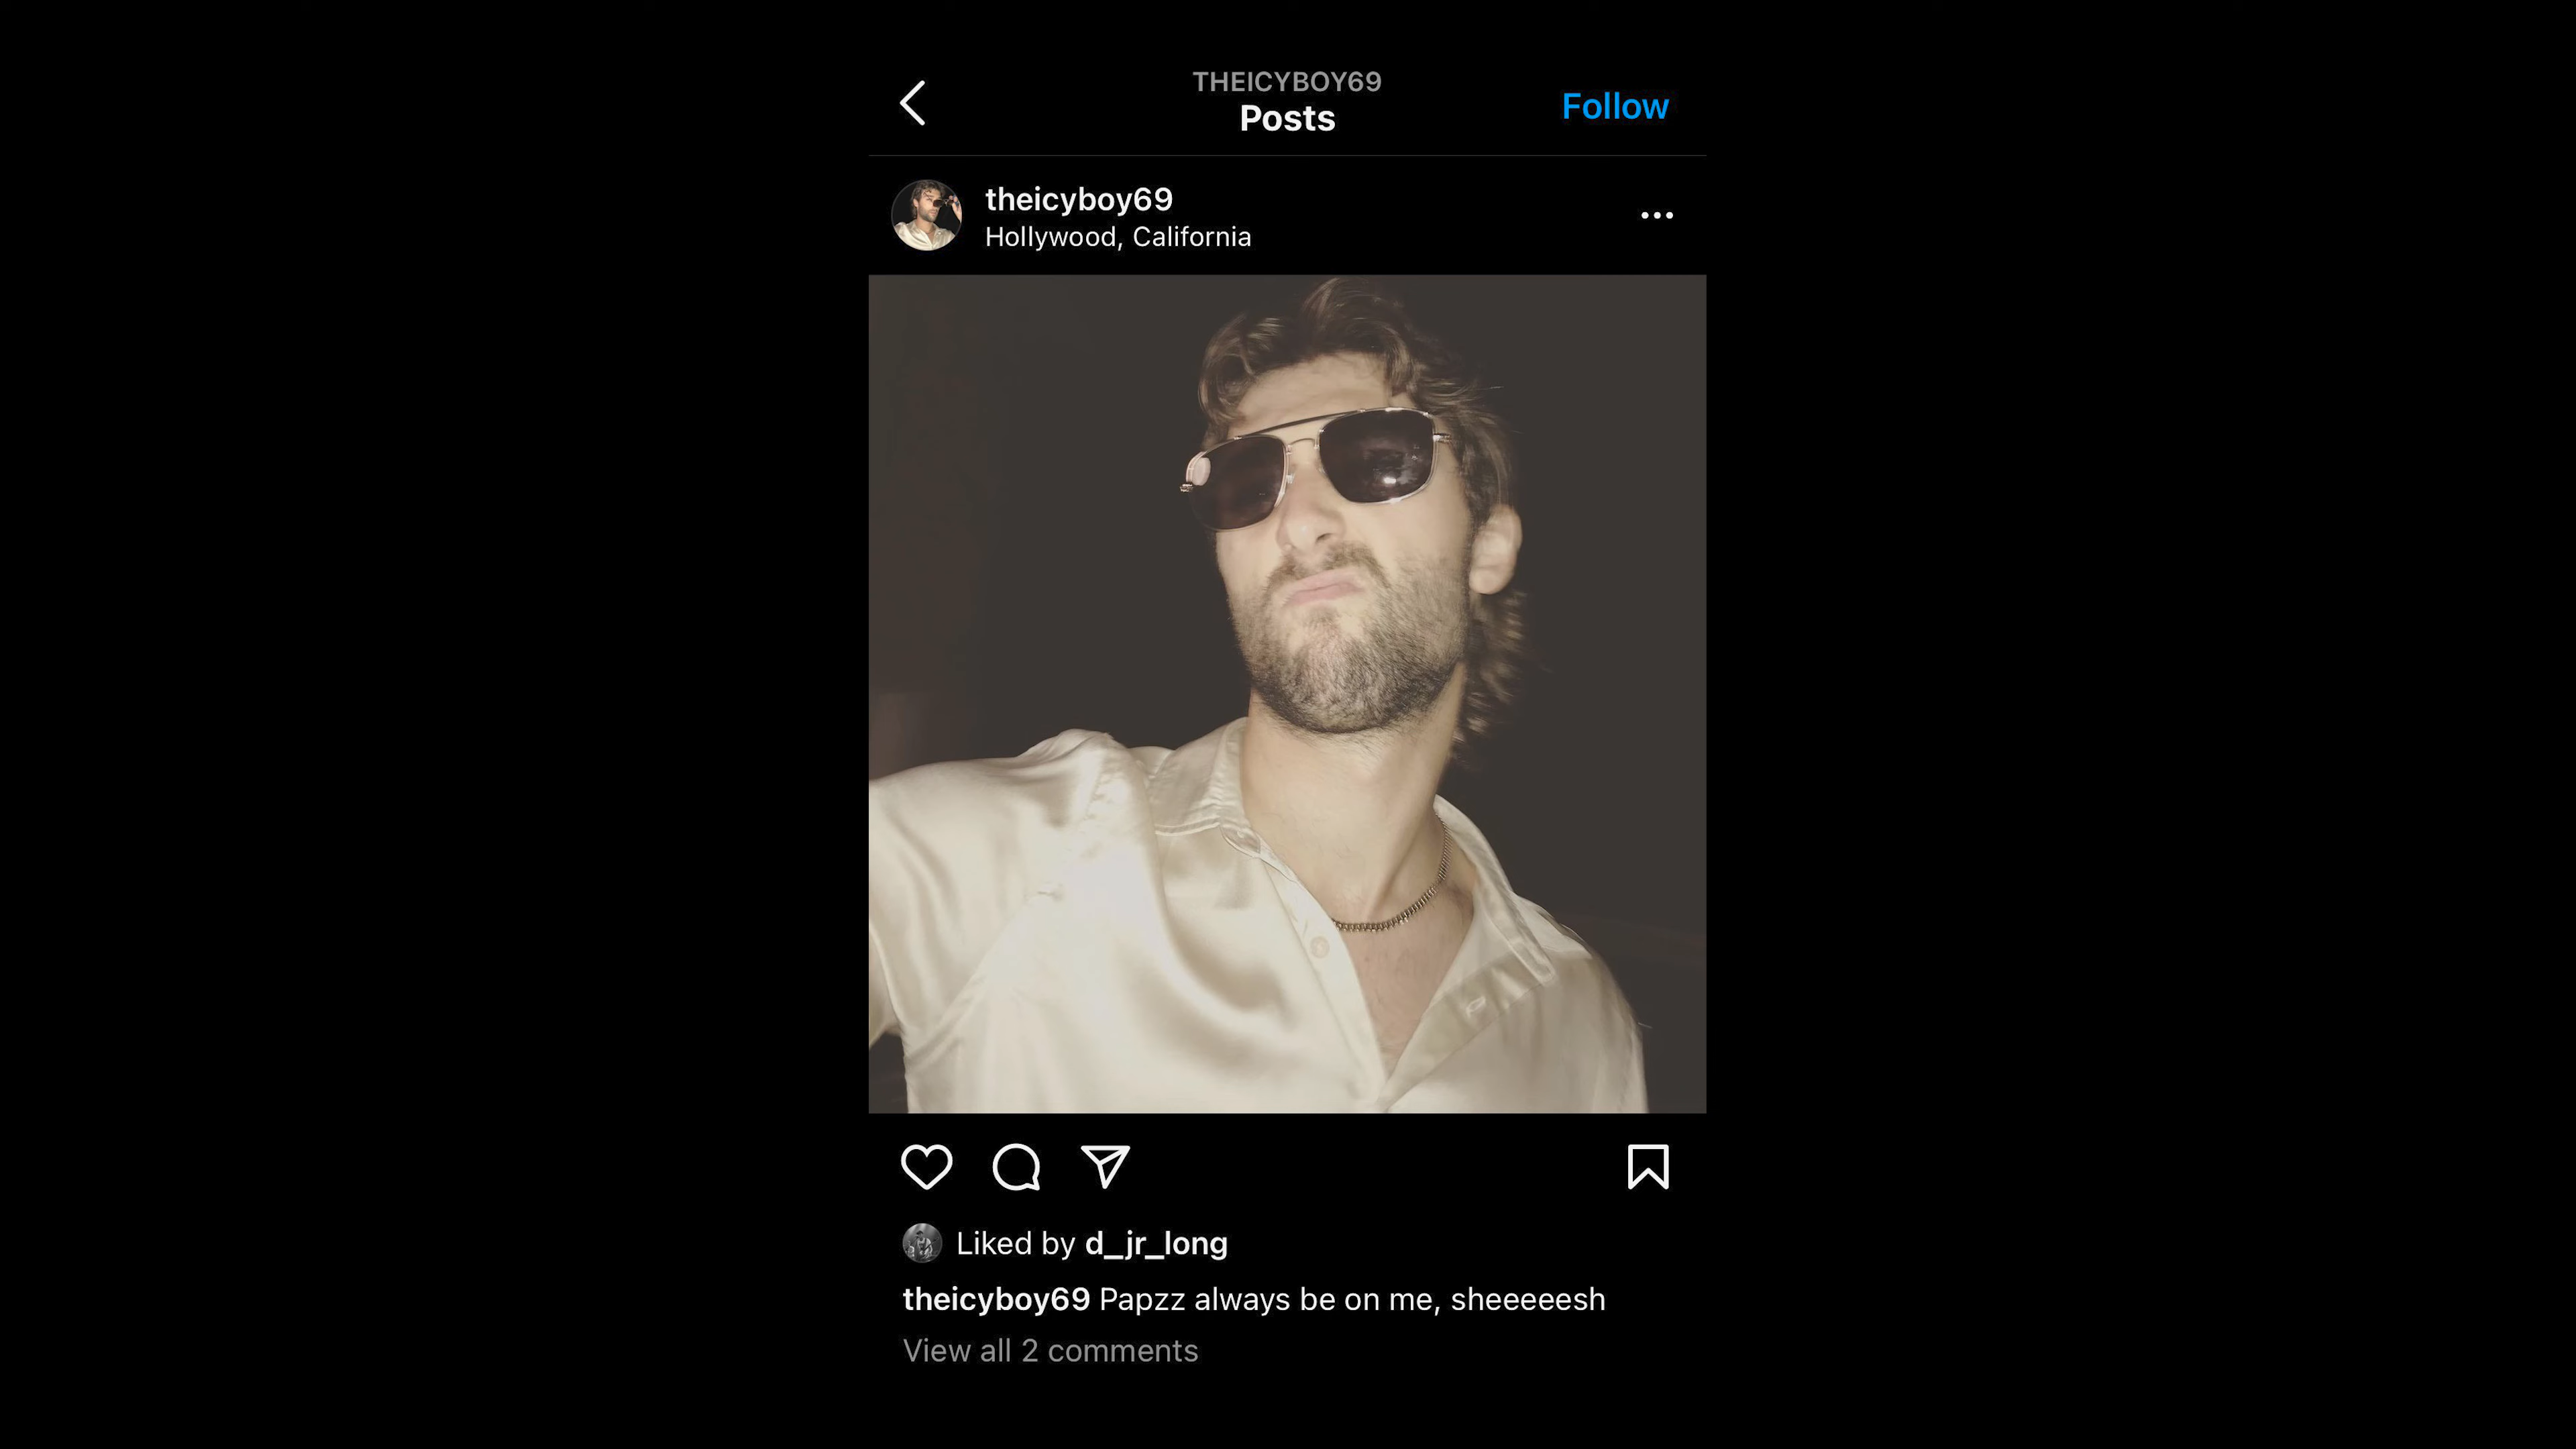 THEICYBOY69
Posts
Follow
theicyboy69
Hollywood, California
Liked by d_jr_long
theicyboy69 Papzz always be on me, sheeeeesh
View all 2 comments